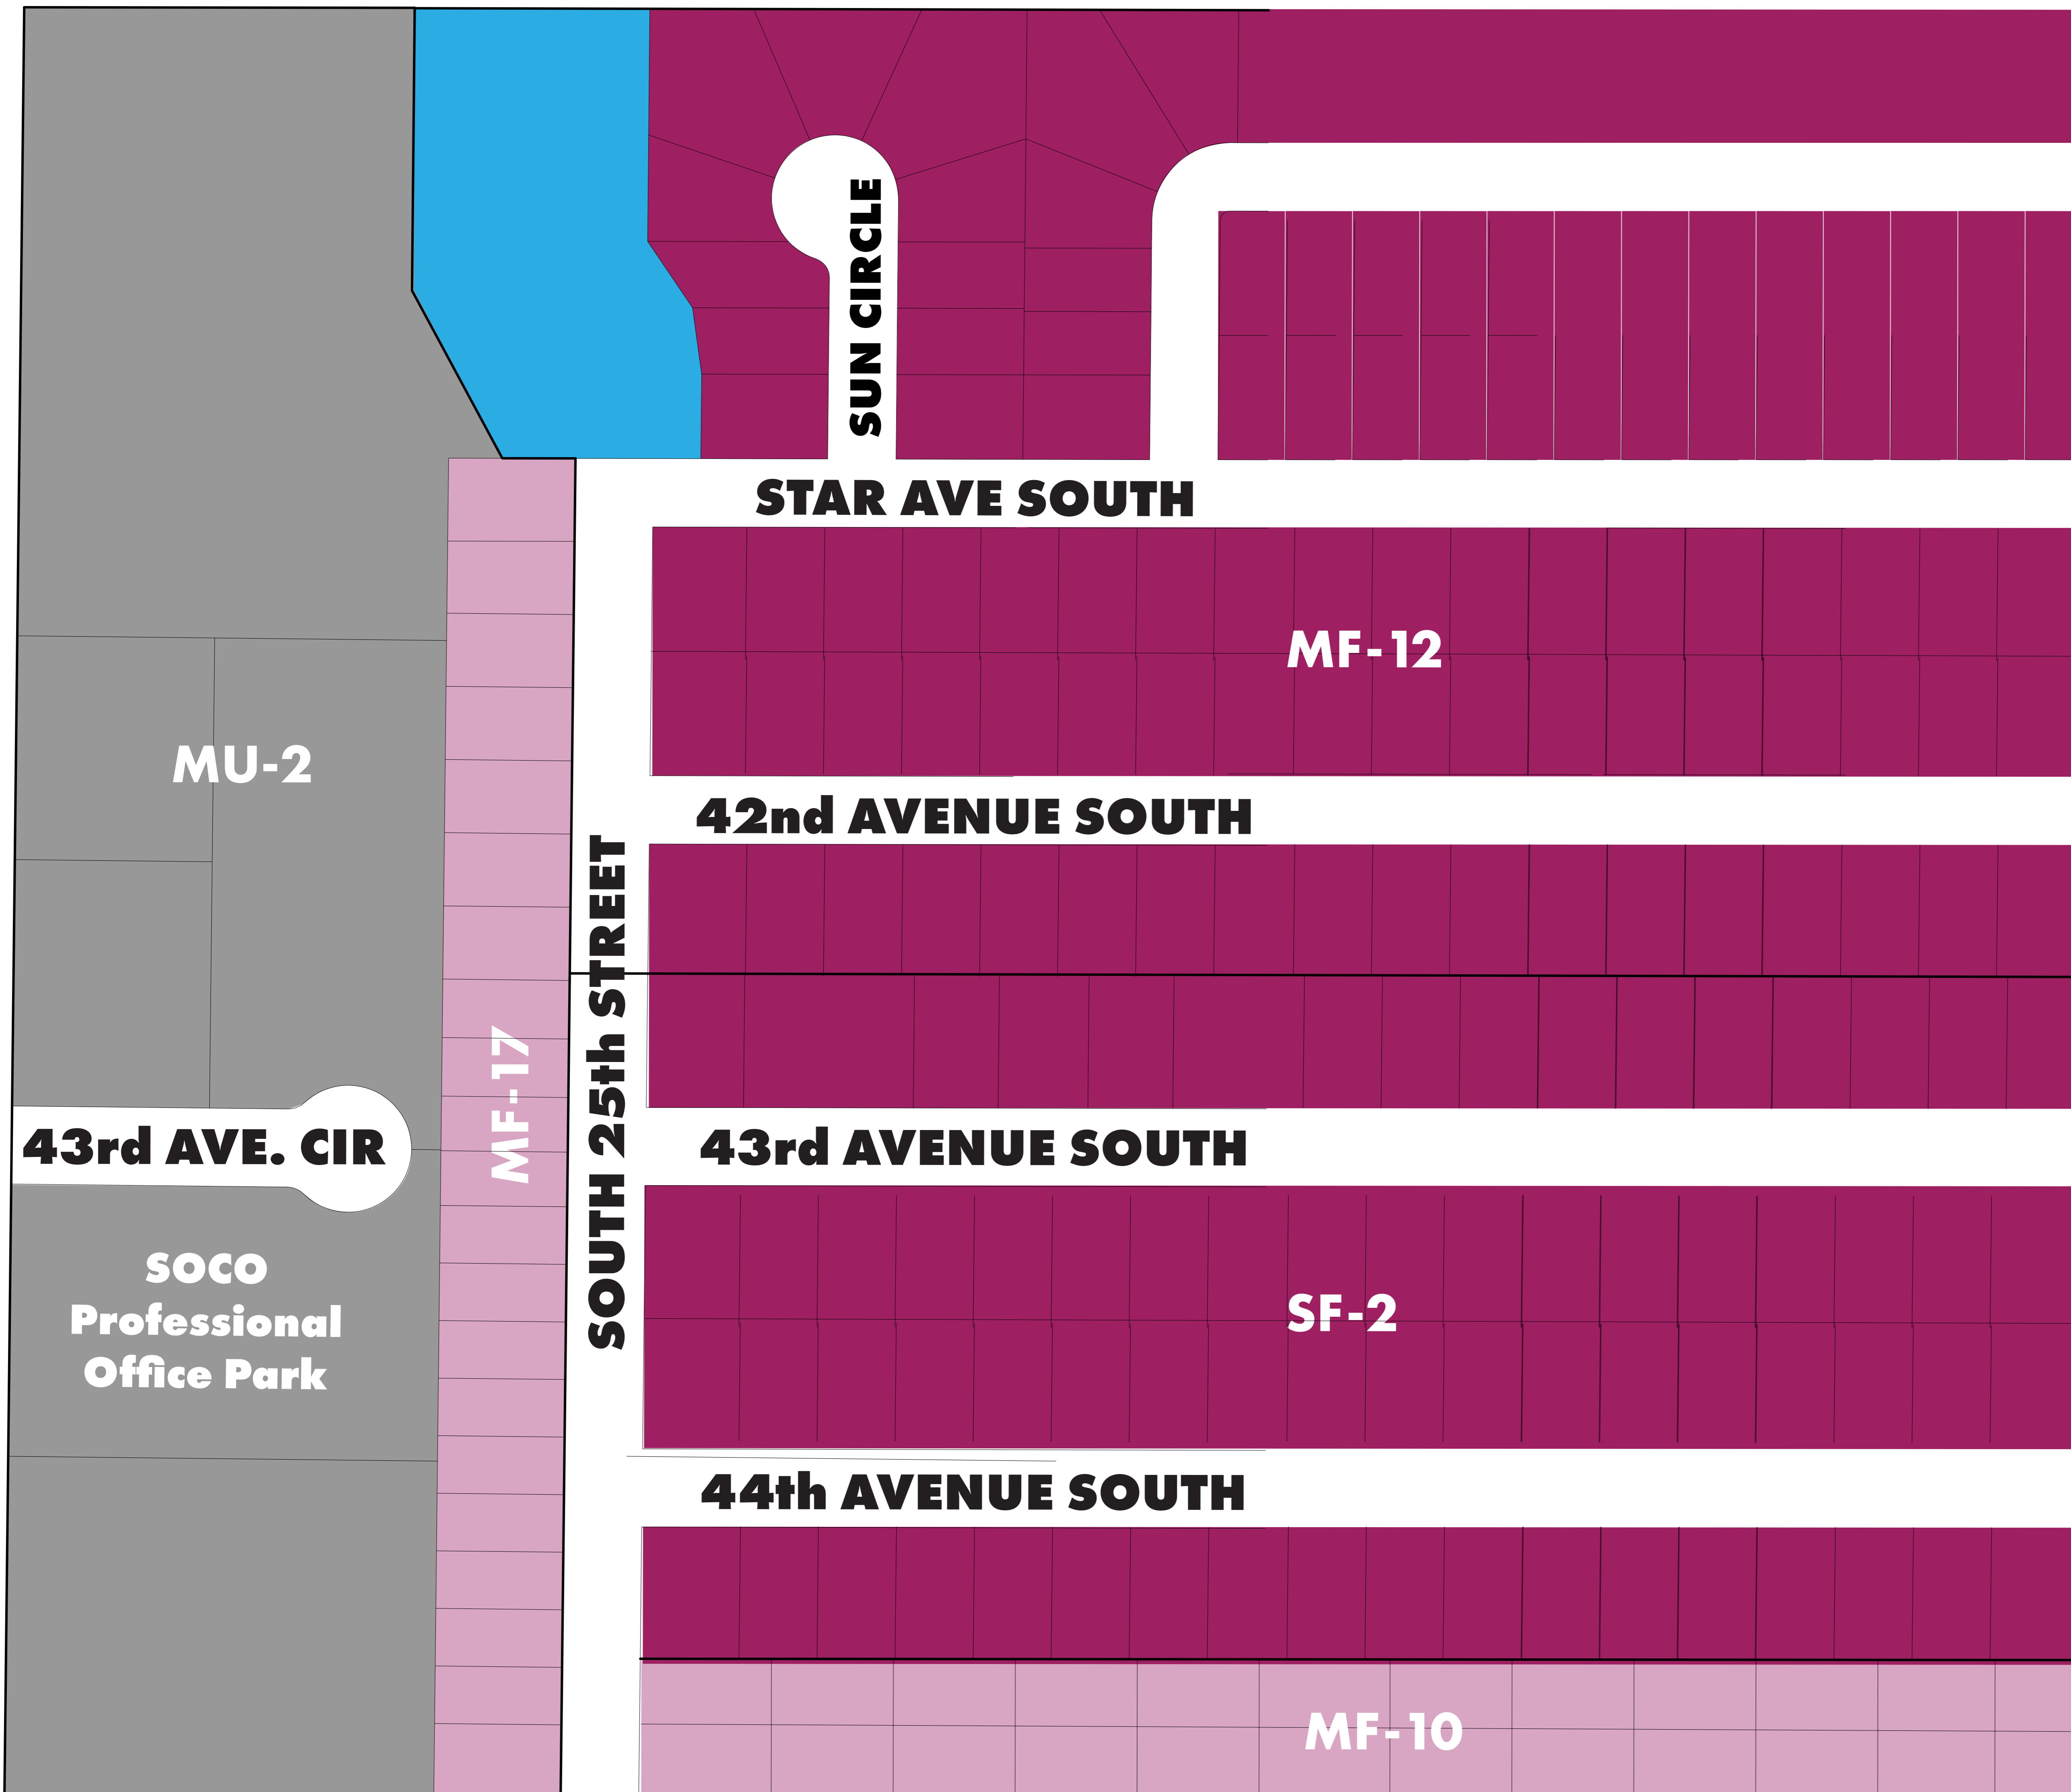 SUN CIRCLE
STAR AVE SOUTH
MF-12
MU-2
42nd AVENUE SOUTH
SOUTH 25th STREET
MF-17
43rd AVE. CIR
43rd AVENUE SOUTH
SOCO
Professional
Office Park
SF-2
44th AVENUE SOUTH
MF-10